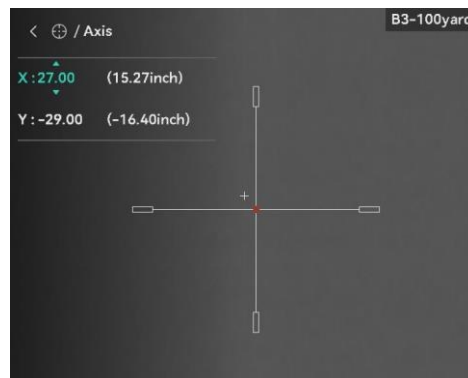 < / Axis
B3-100yard
X : 27.00 (15.27inch)
Y : -29.00 (-16.40inch)